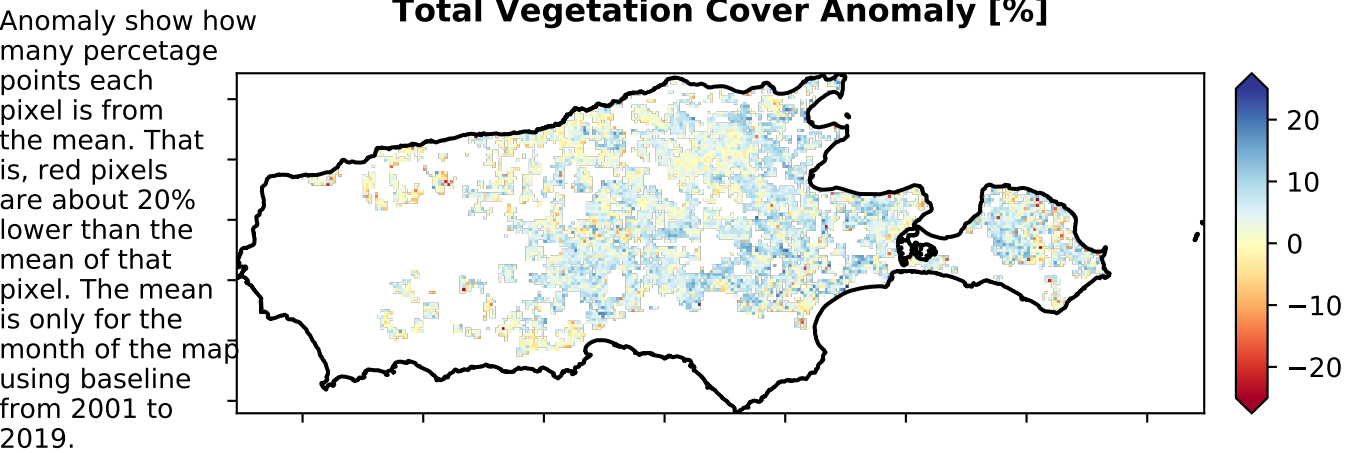 Total Vegetation Cover Anomaly [%]
Anomaly show how
many percetage
points each
pixel is from
the mean. That
is, red pixels
are about 20%
lower than the
mean of that
pixel. The mean
is only for the
month of the map
using baseline
from 2001 to
2019.
20
10
0
−10
−20